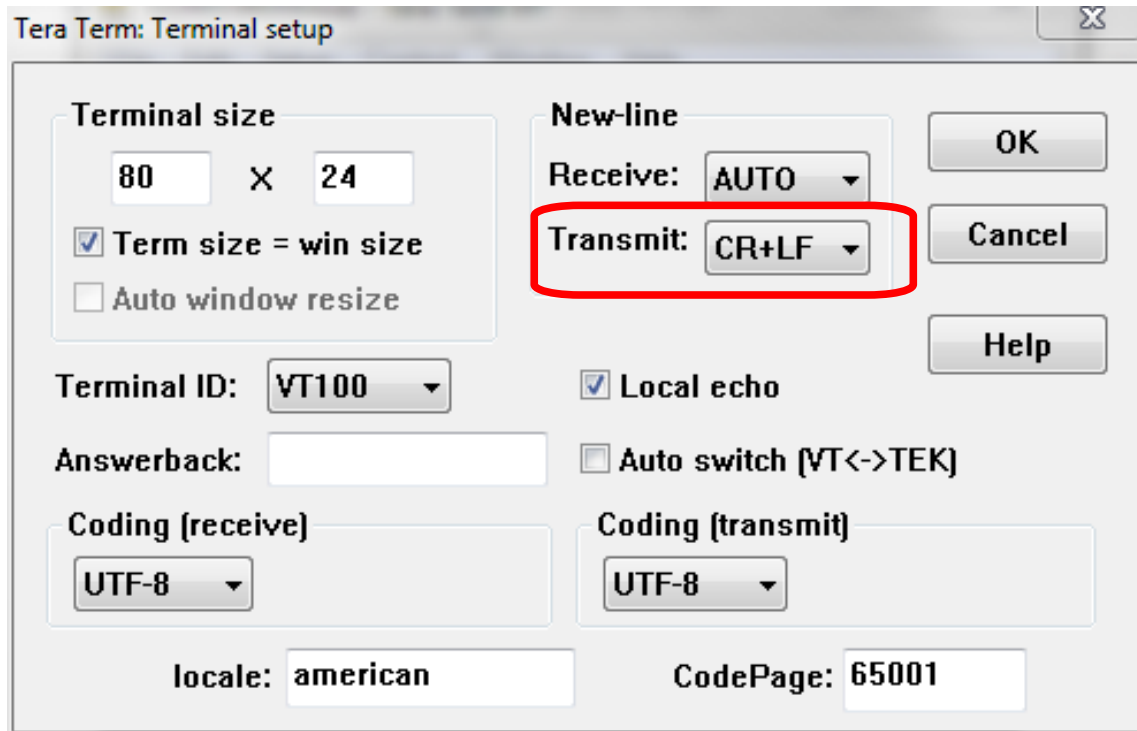 Tera Term: Terminal setup
Terminal size
80 X 24
Term size = win size
Auto window resize
New-line
Receive: AUTO
Transmit: CR+LF
OK
Cancel
Help
Terminal ID: VT100
Local echo
Answerback:
Auto switch (VT<->TEK)
Coding (receive)
UTF-8
Coding (transmit)
UTF-8
locale: american
CodePage: 65001